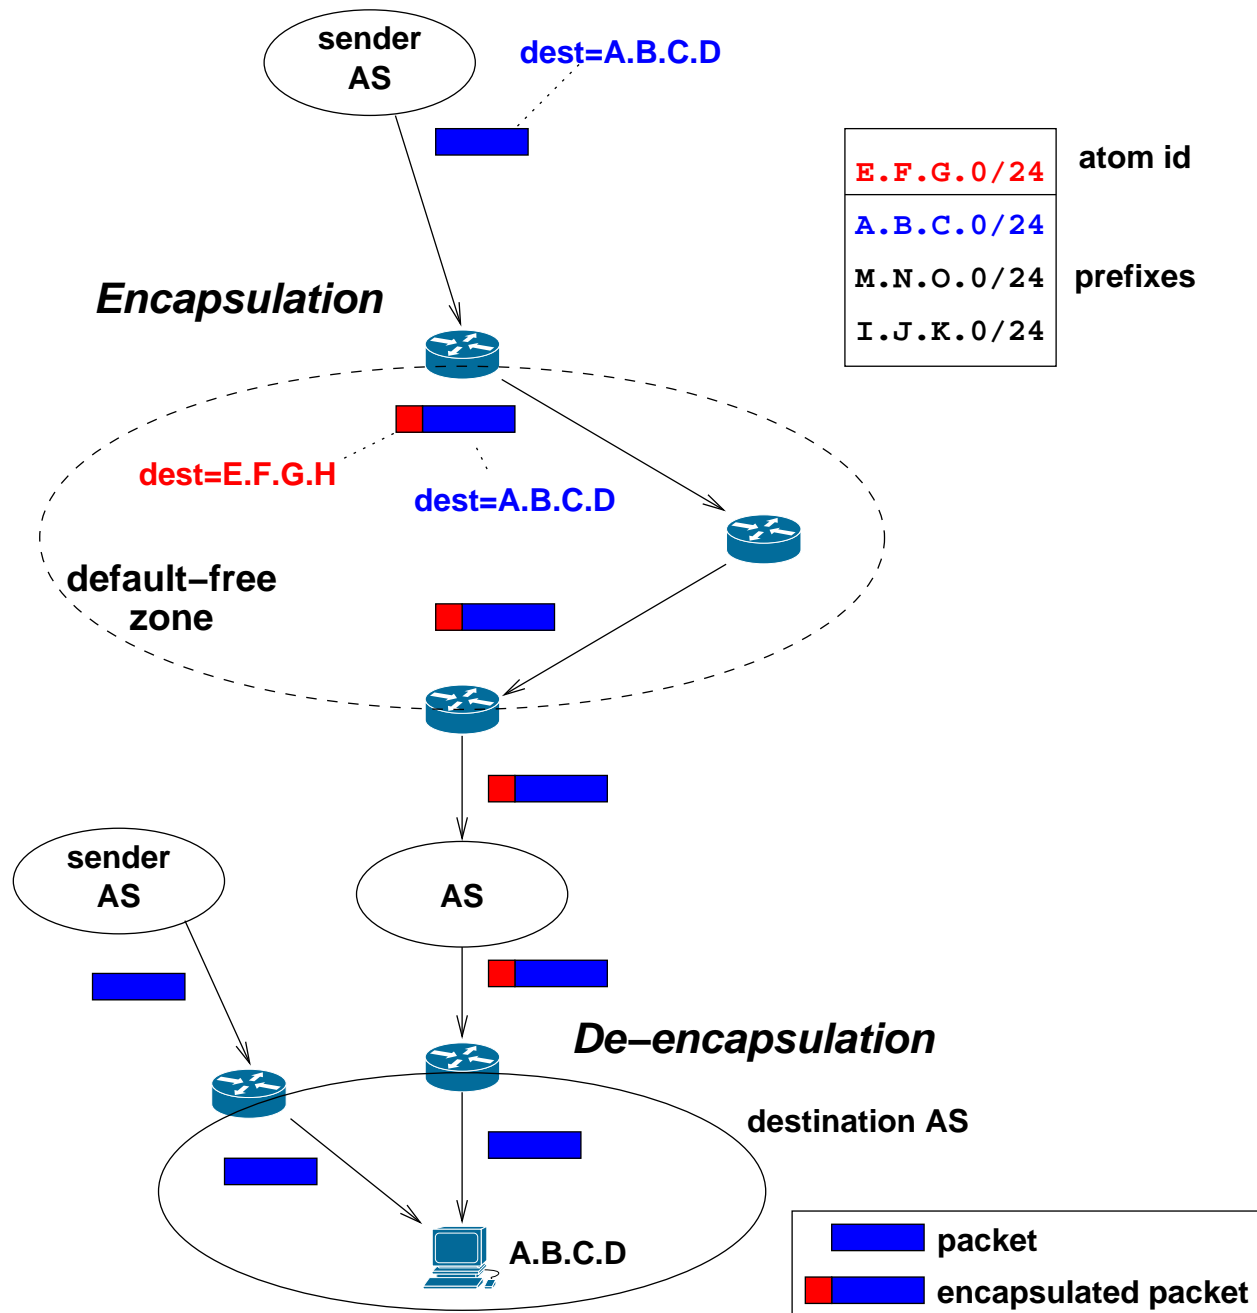 sender
AS
dest=A.B.C.D
E.F.G.0/24
atom id
A.B.C.0/24
M.N.O.0/24
prefixes
I.J.K.0/24
Encapsulation
dest=E.F.G.H
dest=A.B.C.D
default–free
zone
sender
AS
AS
De–encapsulation
destination AS
A.B.C.D
packet
encapsulated packet